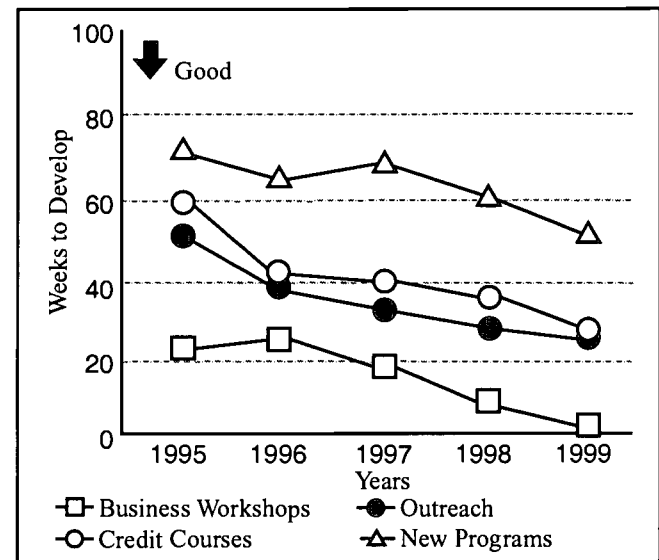 100
Good
80
60
40
20
0
Weeks to Develop
1995 1996 1997 1998 1999
Years
Business Workshops Outreach
Credit Courses New Programs